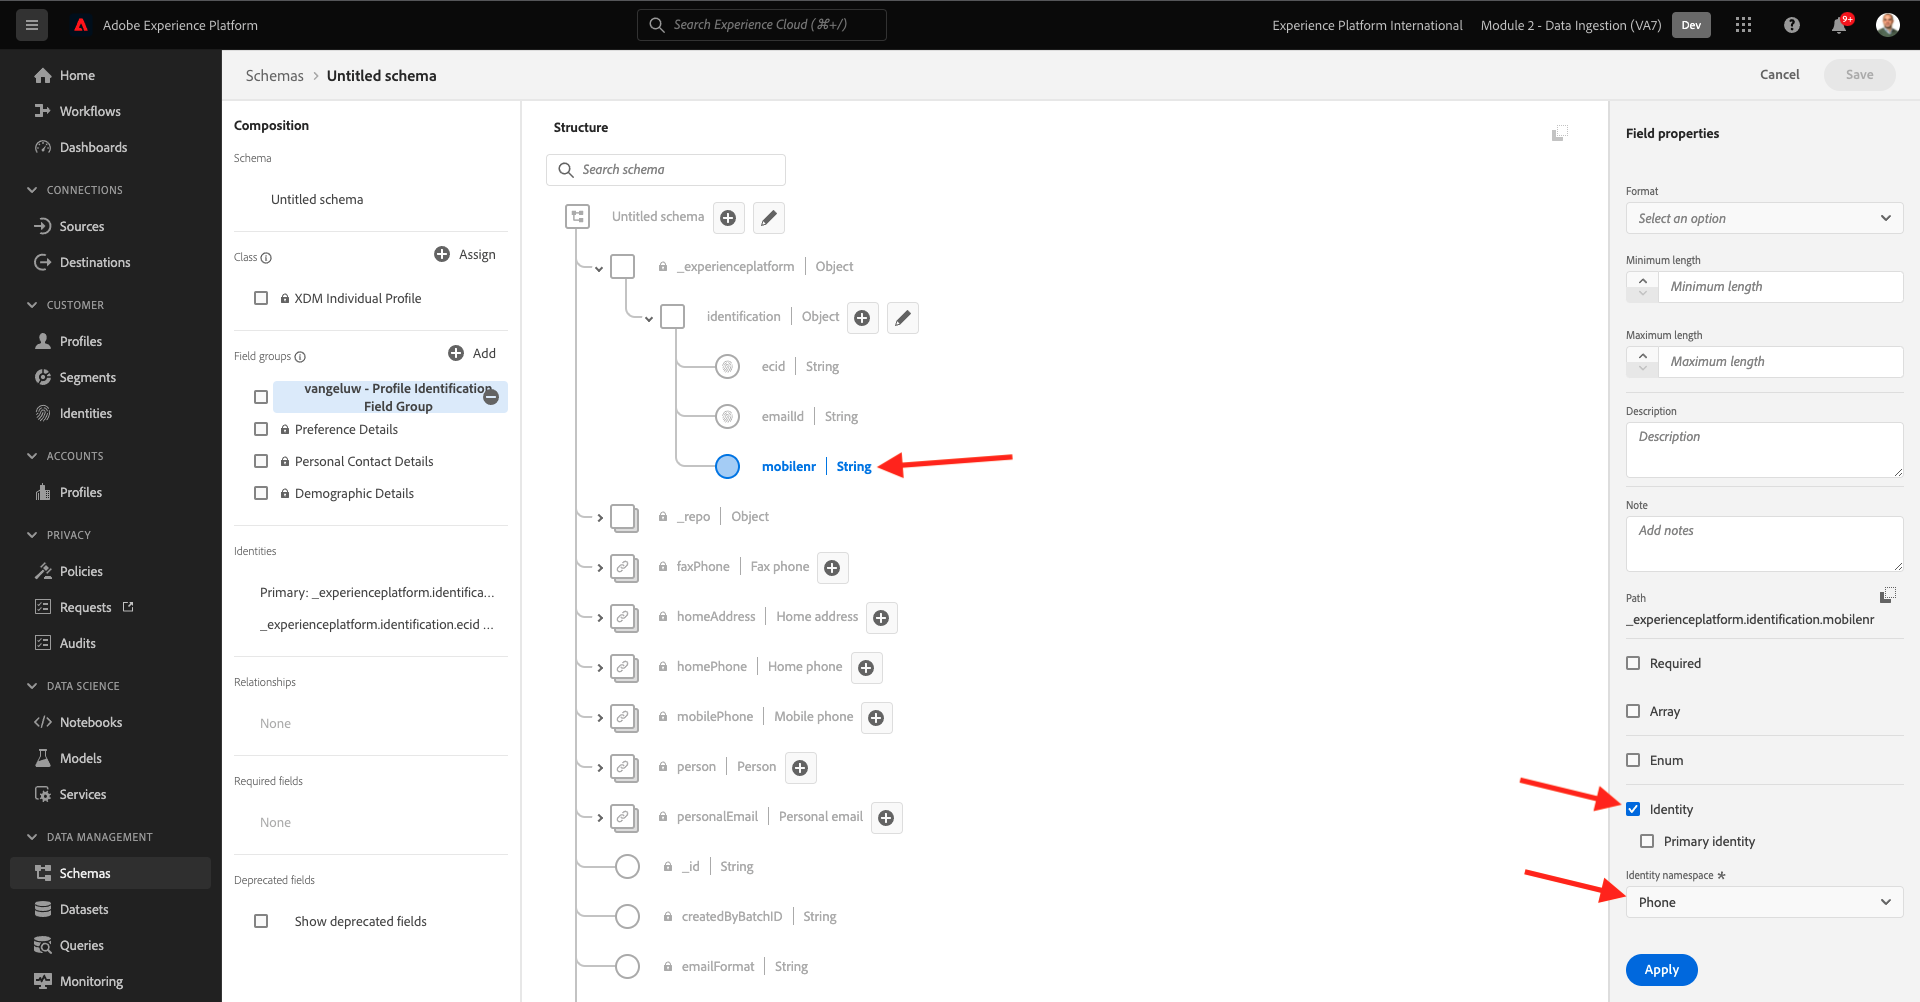 Adobe Experience Platform
Search Experience Cloud (⌘+/)
Experience Platform International
Module 2 - Data Ingestion (VA7)
Dev
9+
Home
Workflows
Dashboards
CONNECTIONS
Sources
Destinations
CUSTOMER
Profiles
Segments
Identities
ACCOUNTS
Profiles
PRIVACY
Policies
Requests
Audits
DATA SCIENCE
Notebooks
Models
Services
DATA MANAGEMENT
Schemas
Datasets
Queries
Monitoring
Schemas > Untitled schema
Cancel
Save
Composition
Schema
Untitled schema
Class
Assign
XDM Individual Profile
Field groups
Add
vangeluw - Profile Identification
Field Group
Preference Details
Personal Contact Details
Demographic Details
Identities
Primary: _experienceplatform.identifica...
_experienceplatform.identification.ecid ...
Relationships
None
Required fields
None
Deprecated fields
Show deprecated fields
Structure
Search schema
Untitled schema
_experienceplatform | Object
identification | Object
ecid | String
emailId | String
mobilenr | String
_repo | Object
faxPhone | Fax phone
homeAddress | Home address
homePhone | Home phone
mobilePhone | Mobile phone
person | Person
personalEmail | Personal email
_id | String
createdByBatchID | String
emailFormat | String
Field properties
Format
Select an option
Minimum length
Minimum length
Maximum length
Maximum length
Description
Description
Note
Add notes
Path
_experienceplatform.identification.mobilenr
Required
Array
Enum
Identity
Primary identity
Identity namespace *
Phone
Apply